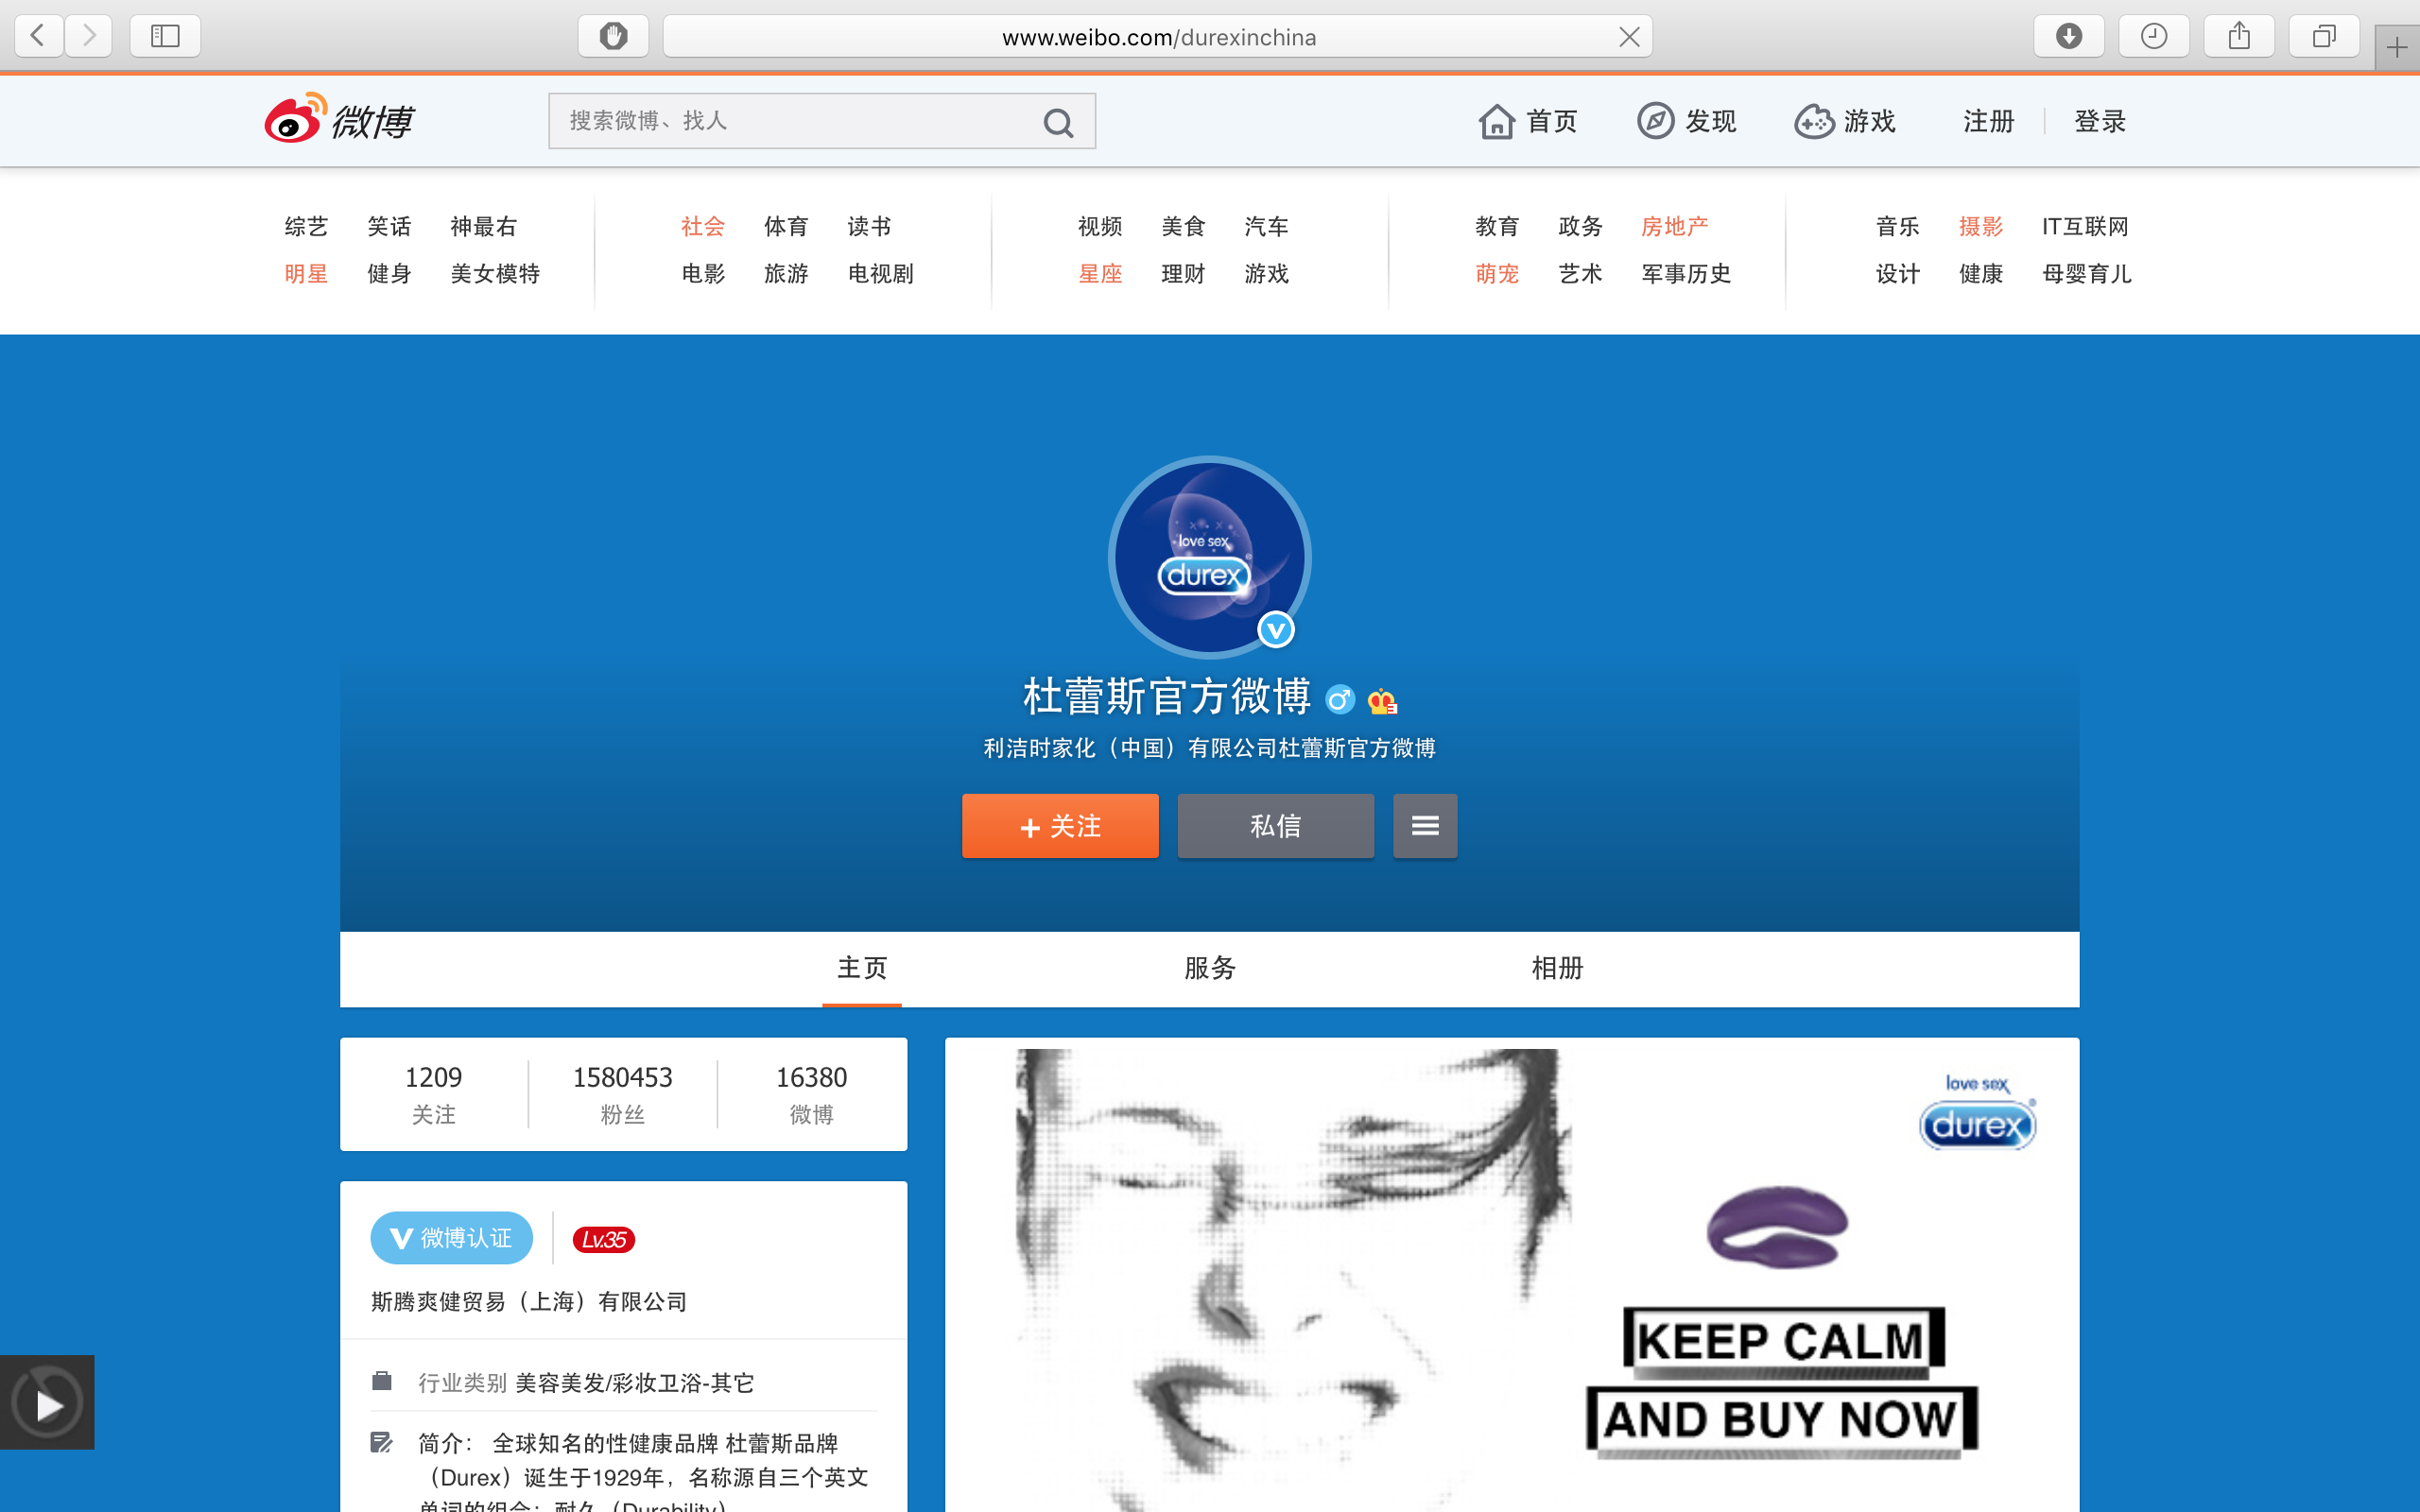 www.weibo.com/durexinchina
微博
搜索微博、找人
首页 发现 游戏 注册 登录
综艺 笑话 神最右 社会 体育 读书 视频 美食 汽车 教育 政务 房地产 音乐 摄影 IT互联网
明星 健身 美女模特 电影 旅游 电视剧 星座 理财 游戏 萌宠 艺术 军事历史 设计 健康 母婴育儿
love sex
durex
V
杜蕾斯官方微博
利洁时家化（中国）有限公司杜蕾斯官方微博
+ 关注 私信
主页 服务 相册
1209 1580453 16380
关注 粉丝 微博
V 微博认证 Lv.35
斯腾爽健贸易（上海）有限公司
行业类别 美容美发/彩妆卫浴-其它
简介： 全球知名的性健康品牌 杜蕾斯品牌
（Durex）诞生于1929年，名称源自三个英文
单词的组合：耐久（Durability）
love sex
durex®
KEEP CALM
AND BUY NOW